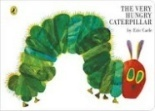 THE VERY
HUNGRY
CATERPILLAR
by Eric Carle